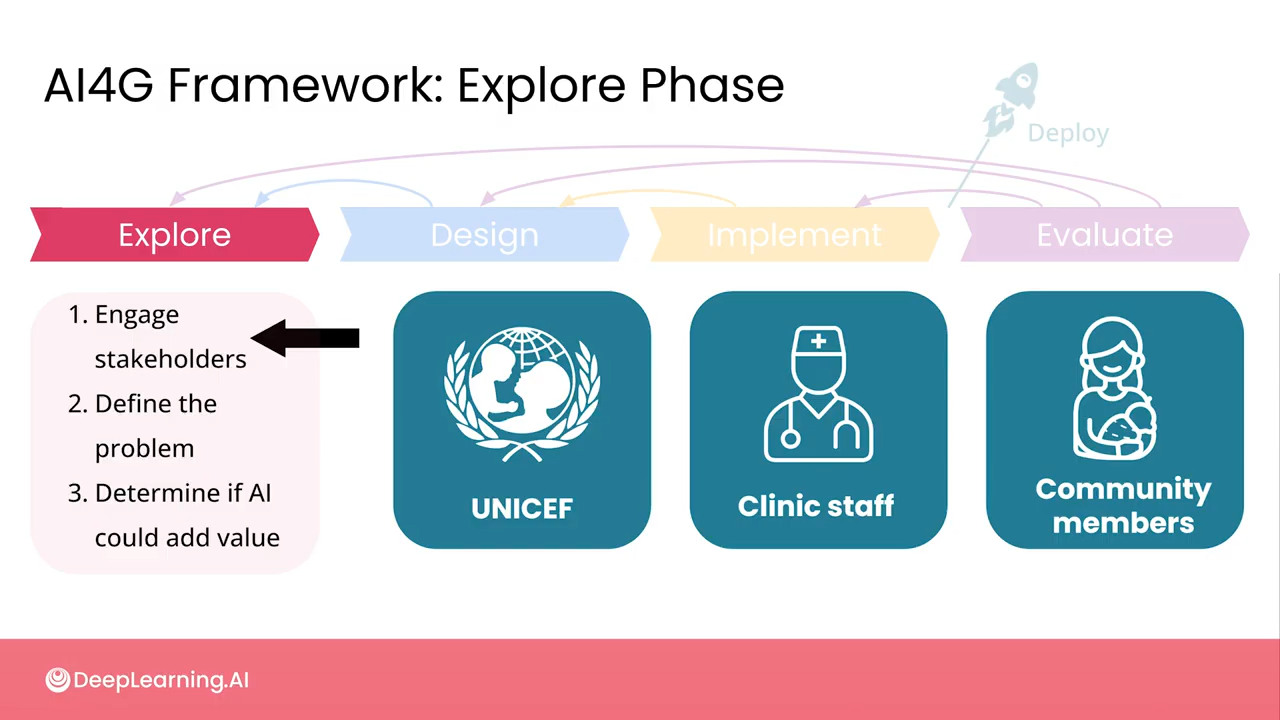 AI4G Framework: Explore Phase
Deploy
Explore
Design
Implement
Evaluate
1. Engage
stakeholders
2. Define the
problem
3. Determine if AI
could add value
UNICEF
Clinic staff
Community
members
DeepLearning.AI